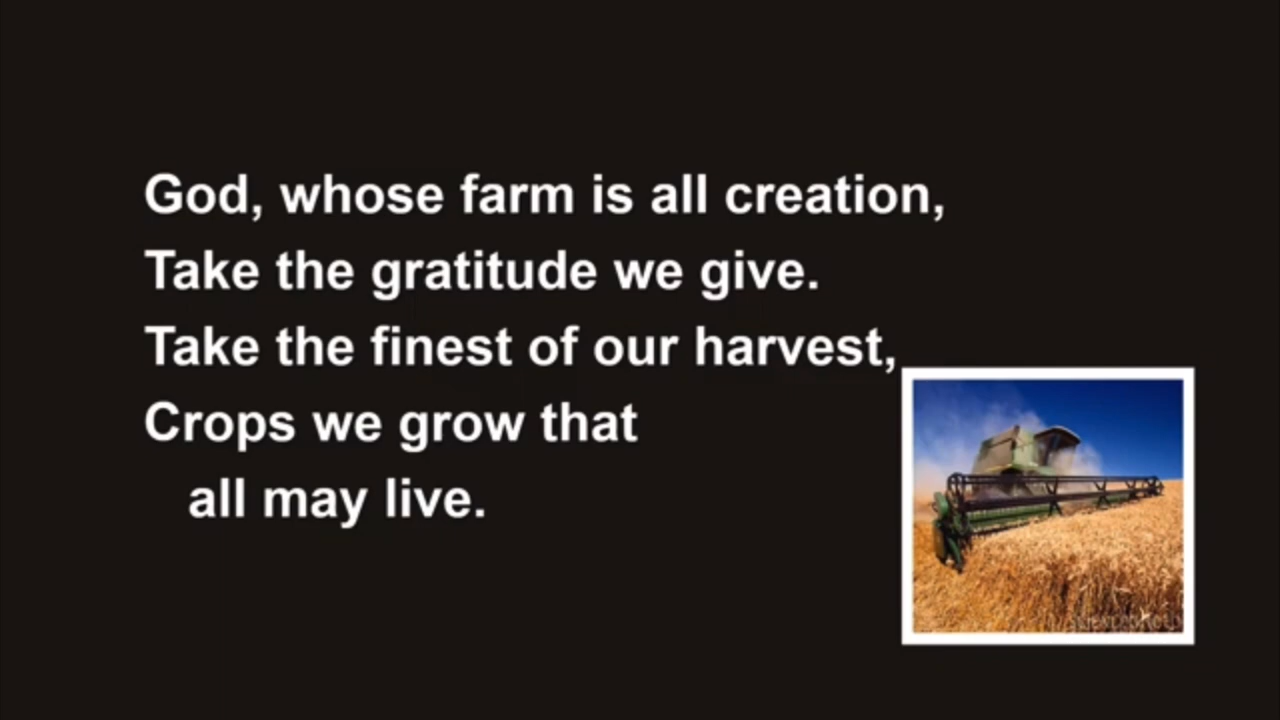 God, whose farm is all creation,
Take the gratitude we give.
Take the finest of our harvest,
Crops we grow that
all may live.